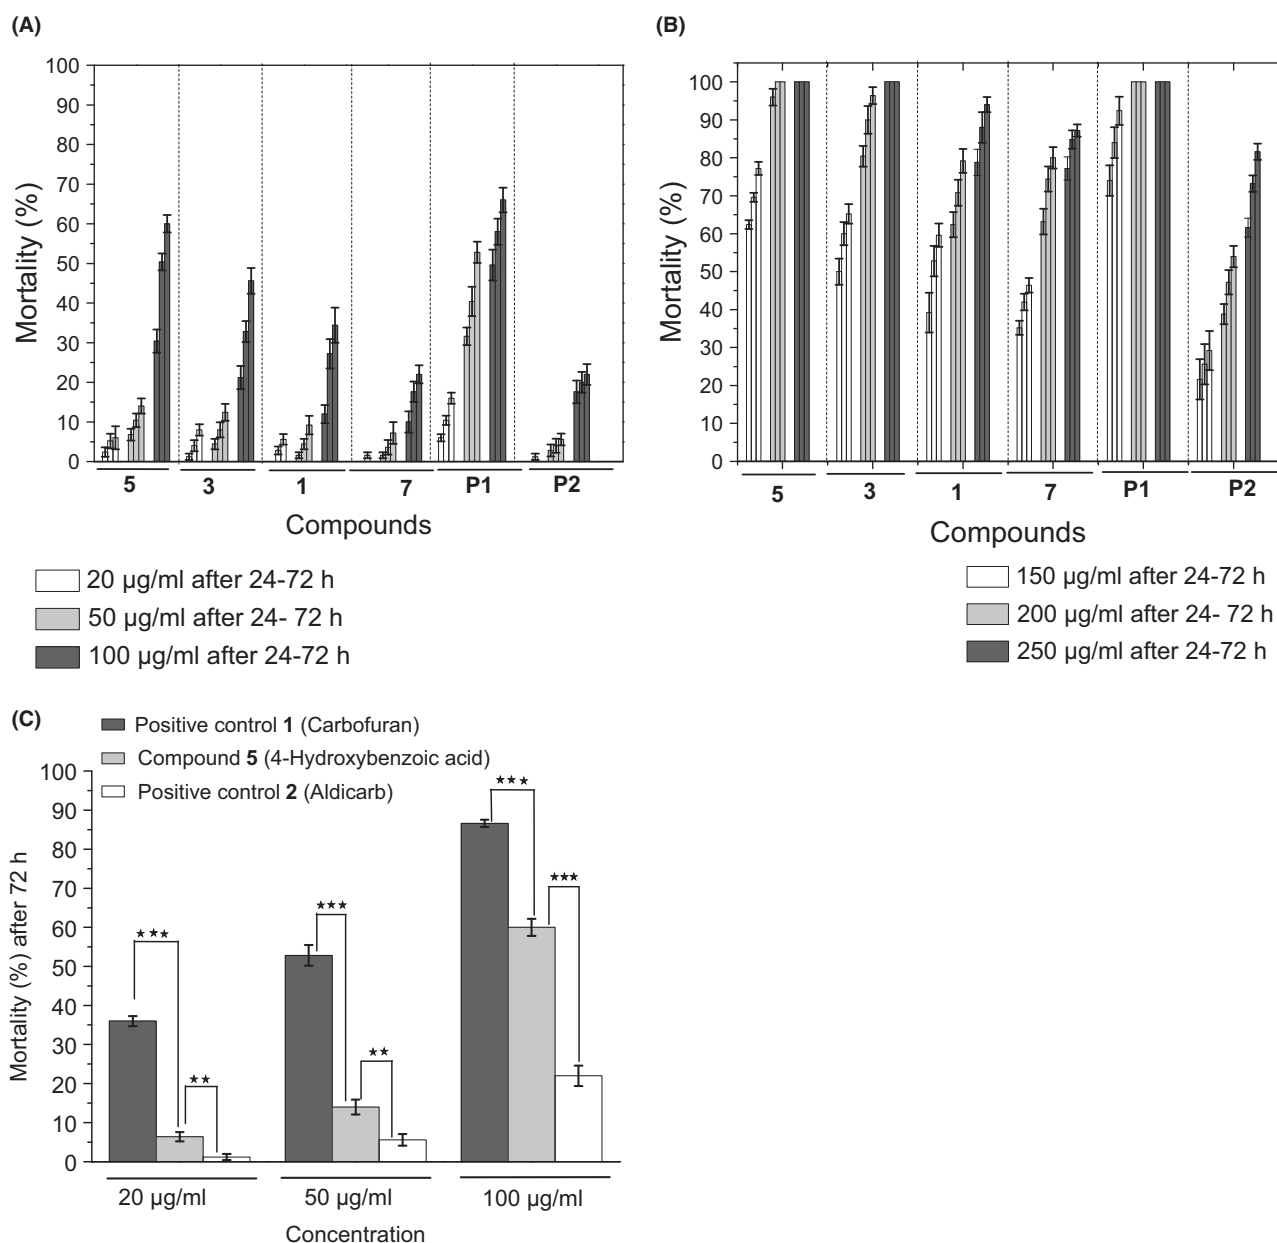 (A)
100
90
80
70
60
50
40
30
20
10
0
Mortality (%)
5 3 1 7 P1 P2
Compounds
20 µg/ml after 24-72 h
50 µg/ml after 24- 72 h
100 µg/ml after 24-72 h
(B)
100
90
80
70
60
50
40
30
20
10
0
Mortality (%)
5 3 1 7 P1 P2
Compounds
150 µg/ml after 24-72 h
200 µg/ml after 24- 72 h
250 µg/ml after 24-72 h
(C)
Positive control 1 (Carbofuran)
Compound 5 (4-Hydroxybenzoic acid)
Positive control 2 (Aldicarb)
100
90
80
70
60
50
40
30
20
10
0
Mortality (%) after 72 h
★★★
★★
★★★
★★
★★★
★★★
20 µg/ml 50 µg/ml 100 µg/ml
Concentration